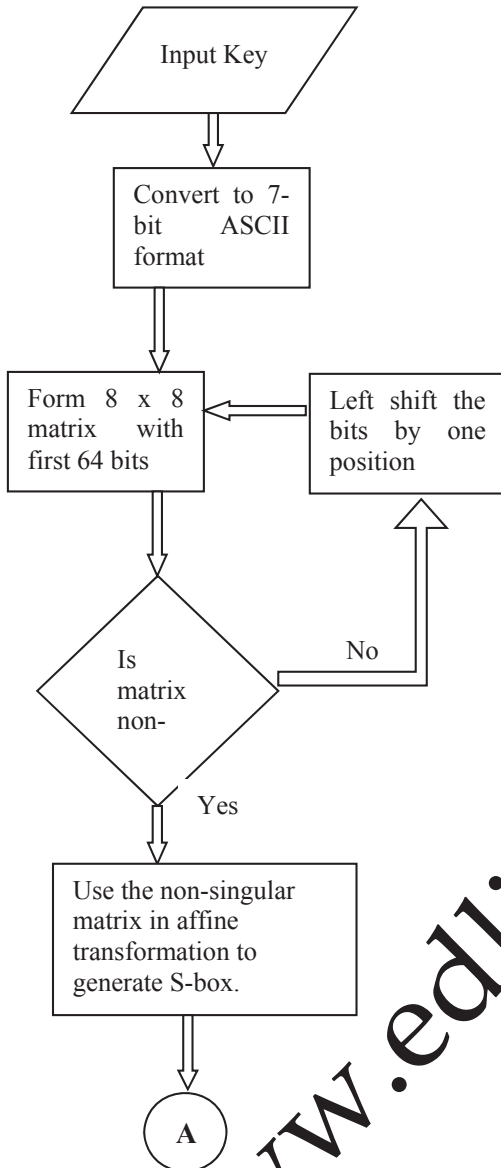 Input Key
Convert to 7-
bit ASCII
format
Form 8 x 8
matrix with
first 64 bits
Left shift the
bits by one
position
Is
matrix
non-
No
Yes
Use the non-singular
matrix in affine
transformation to
generate S-box.
A
w.edi